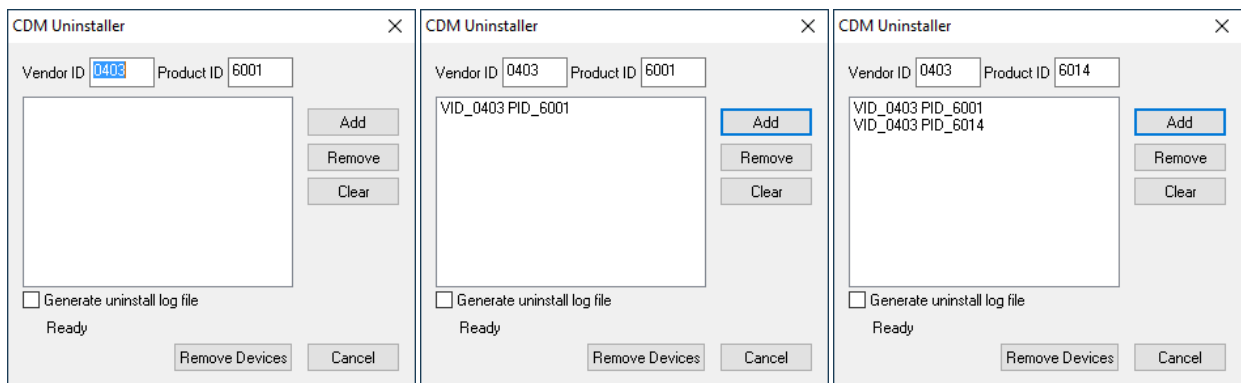 CDM Uninstaller
Vendor ID 0403 Product ID 6001
Add
Remove
Clear
Generate uninstall log file
Ready
Remove Devices Cancel
CDM Uninstaller
Vendor ID 0403 Product ID 6001
VID_0403 PID_6001
Add
Remove
Clear
Generate uninstall log file
Ready
Remove Devices Cancel
CDM Uninstaller
Vendor ID 0403 Product ID 6014
VID_0403 PID_6001
VID_0403 PID_6014
Add
Remove
Clear
Generate uninstall log file
Ready
Remove Devices Cancel